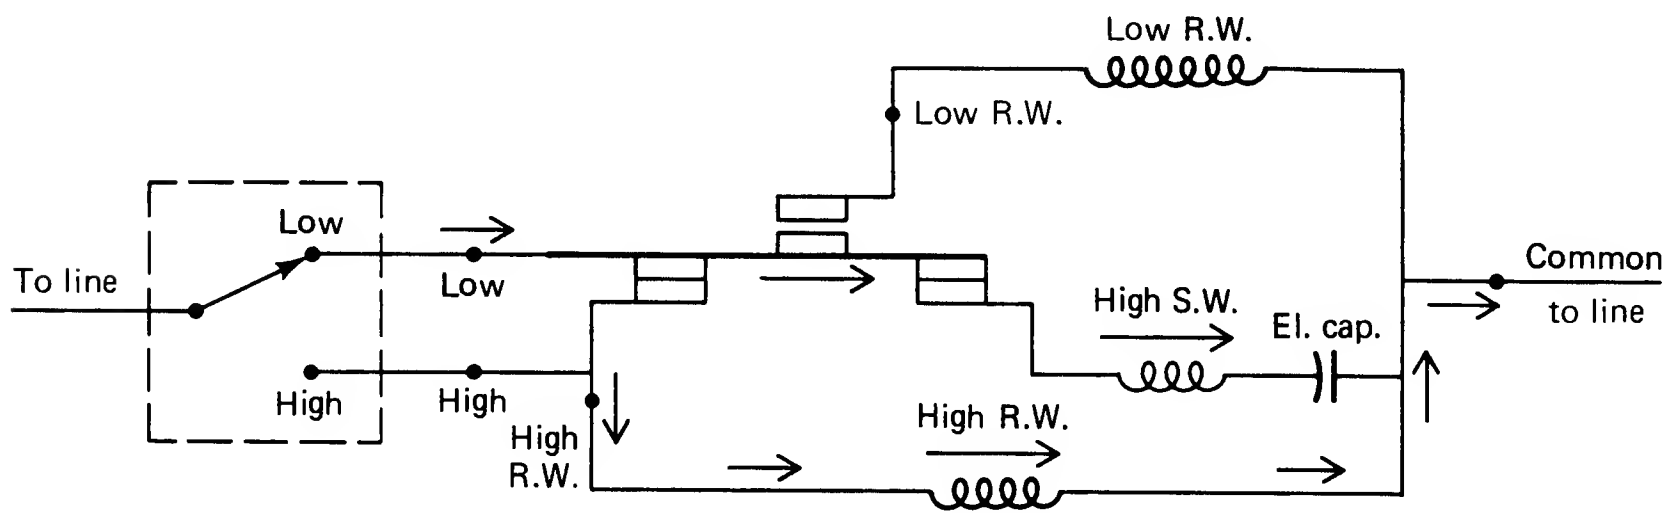 Low R.W.
Low R.W.
Low
To line
Low
Common
to line
High S.W.
El. cap.
High
High
High
R.W.
High R.W.